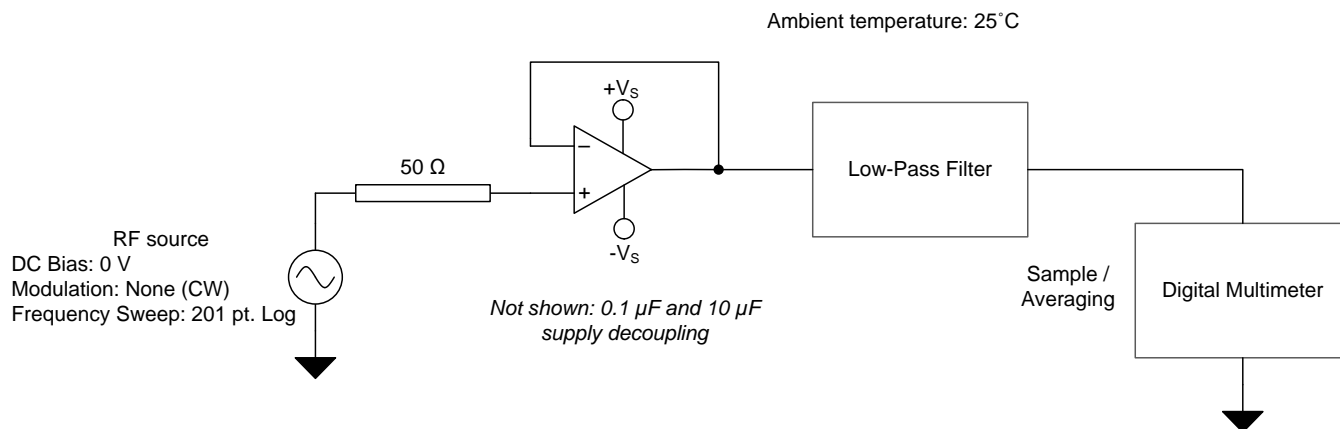 Ambient temperature: 25˚C
+VS
50 Ω
−
+
Low-Pass Filter
-VS
RF source
DC Bias: 0 V
Modulation: None (CW)
Frequency Sweep: 201 pt. Log
Not shown: 0.1 µF and 10 µF
supply decoupling
Sample /
Averaging
Digital Multimeter